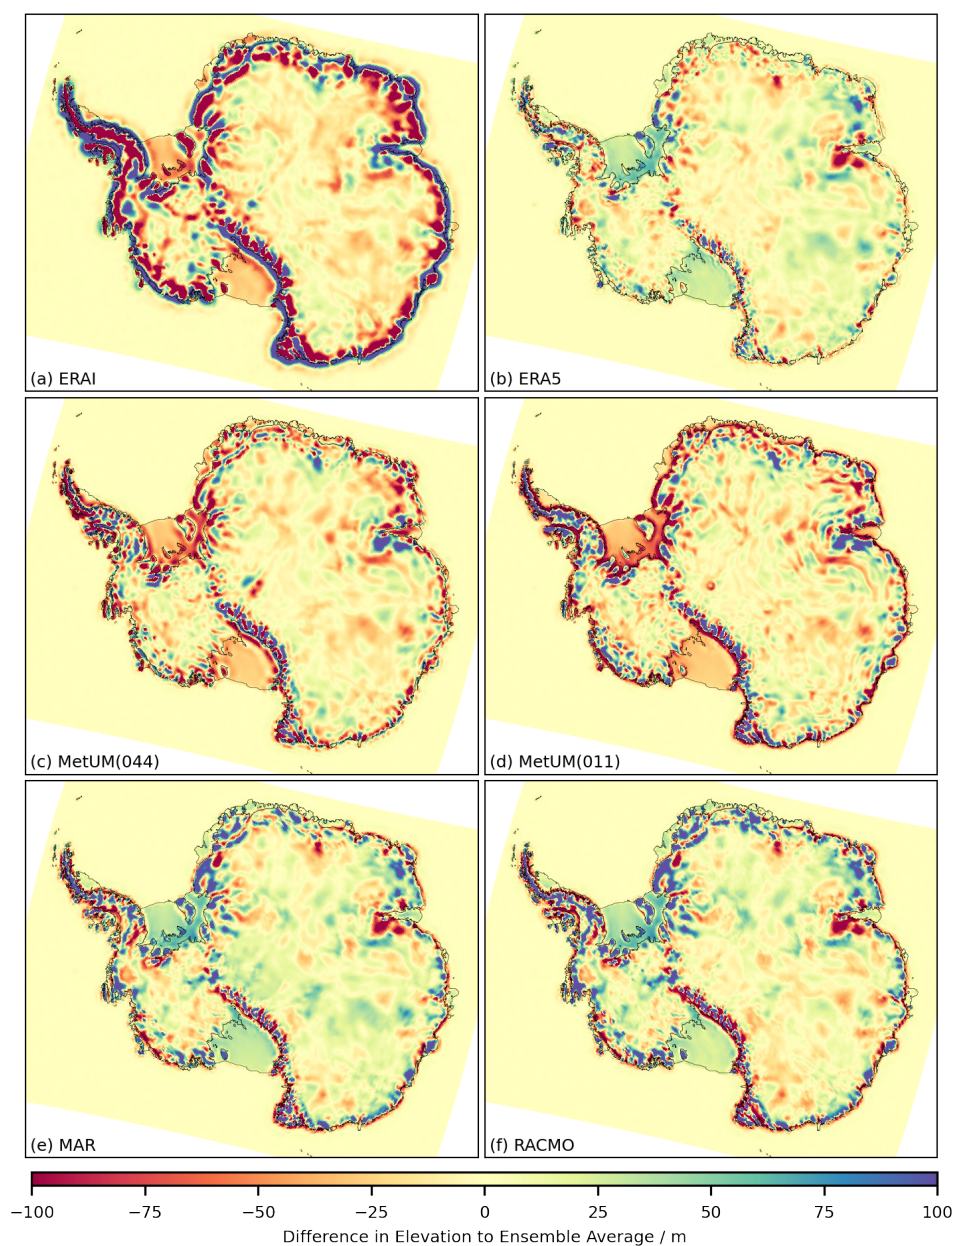 (a) ERAI
(b) ERA5
(c) MetUM(044)
(d) MetUM(011)
(e) MAR
(f) RACMO
−100 −75 −50 −25 0 25 50 75 100
Difference in Elevation to Ensemble Average / m